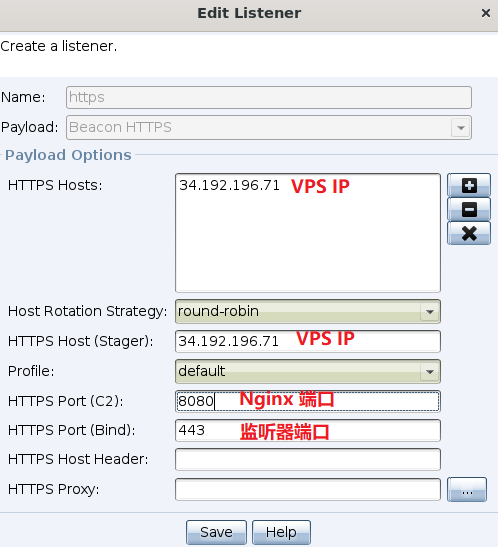 Edit Listener
Create a listener.
Name: https
Payload: Beacon HTTPS
Payload Options
HTTPS Hosts: 34.192.196.71 VPS IP
Host Rotation Strategy: round-robin
HTTPS Host (Stager): 34.192.196.71 VPS IP
Profile: default
HTTPS Port (C2): 8080 Nginx 端口
HTTPS Port (Bind): 443 监听器端口
HTTPS Host Header:
HTTPS Proxy: ...
Save Help